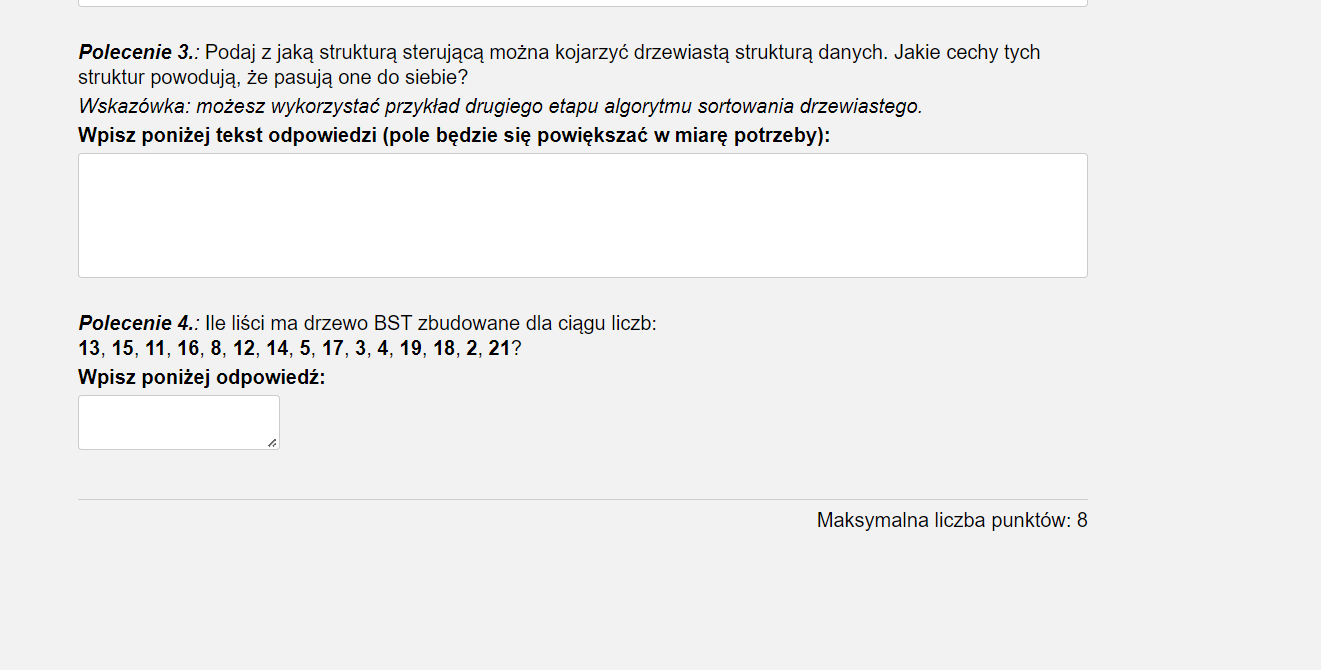 Polecenie 3.: Podaj z jaką strukturą sterującą można kojarzyć drzewiastą strukturą danych. Jakie cechy tych
struktur powodują, że pasują one do siebie?
Wskazówka: możesz wykorzystać przykład drugiego etapu algorytmu sortowania drzewiastego.
Wpisz poniżej tekst odpowiedzi (pole będzie się powiększać w miarę potrzeby):
Polecenie 4.: Ile liści ma drzewo BST zbudowane dla ciągu liczb:
13, 15, 11, 16, 8, 12, 14, 5, 17, 3, 4, 19, 18, 2, 21?
Wpisz poniżej odpowiedź:
Maksymalna liczba punktów: 8